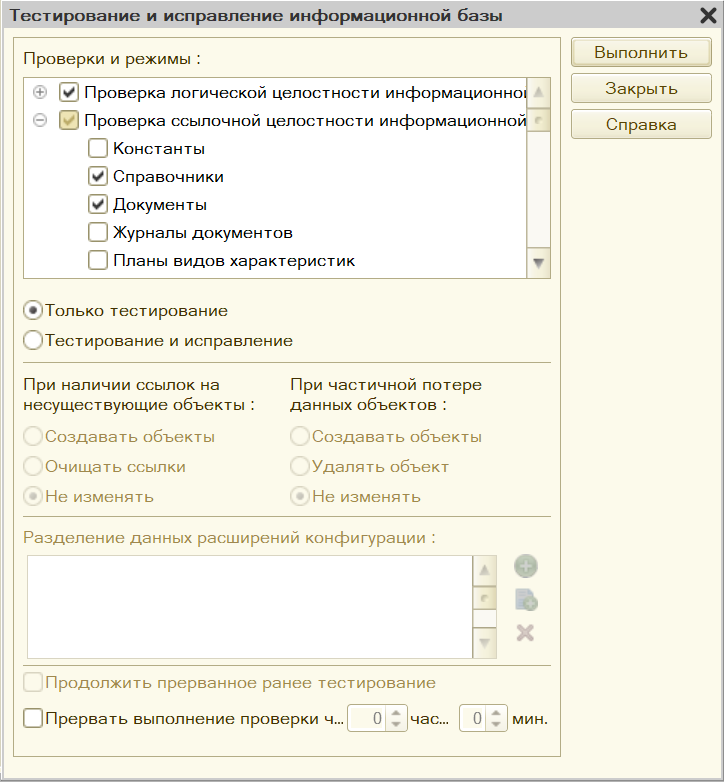 Тестирование и исправление информационной базы
Проверки и режимы :
Выполнить
Закрыть
Справка
Проверка логической целостности информационной
Проверка ссылочной целостности информационной
Константы
Справочники
Документы
Журналы документов
Планы видов характеристик
Только тестирование
Тестирование и исправление
При наличии ссылок на
несуществующие объекты :
Создавать объекты
Очищать ссылки
Не изменять
При частичной потере
данных объектов :
Создавать объекты
Удалять объект
Не изменять
Разделение данных расширений конфигурации :
Продолжить прерванное ранее тестирование
Прервать выполнение проверки ч... 0 час... 0 мин.